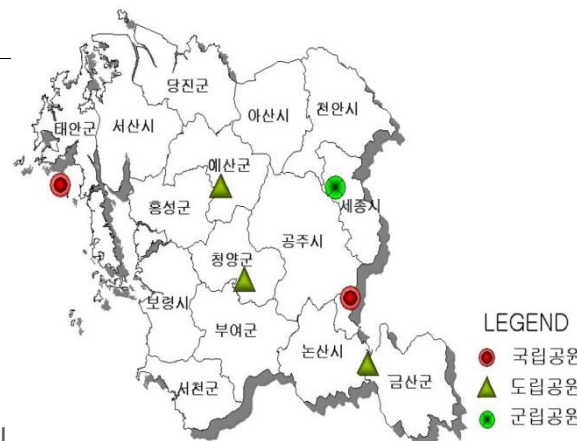 당진군
아산시
천안시
태안군
서산시
예산군
홍성군
세종시
공주시
청양군
보령시
부여군
논산시
금산군
서천군
LEGEND
국립공원
도립공원
군립공원